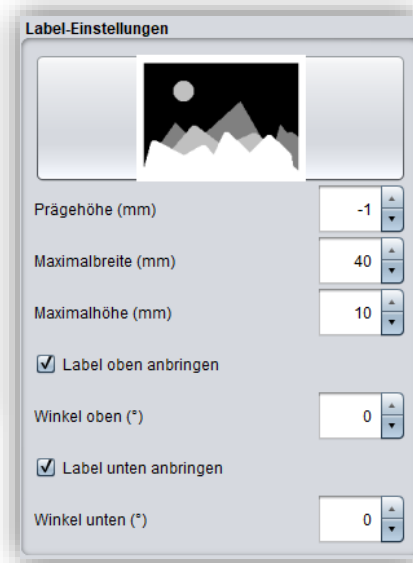 Label-Einstellungen
Prägehöhe (mm) -1
Maximalbreite (mm) 40
Maximalhöhe (mm) 10
Label oben anbringen
Winkel oben (°) 0
Label unten anbringen
Winkel unten (°) 0